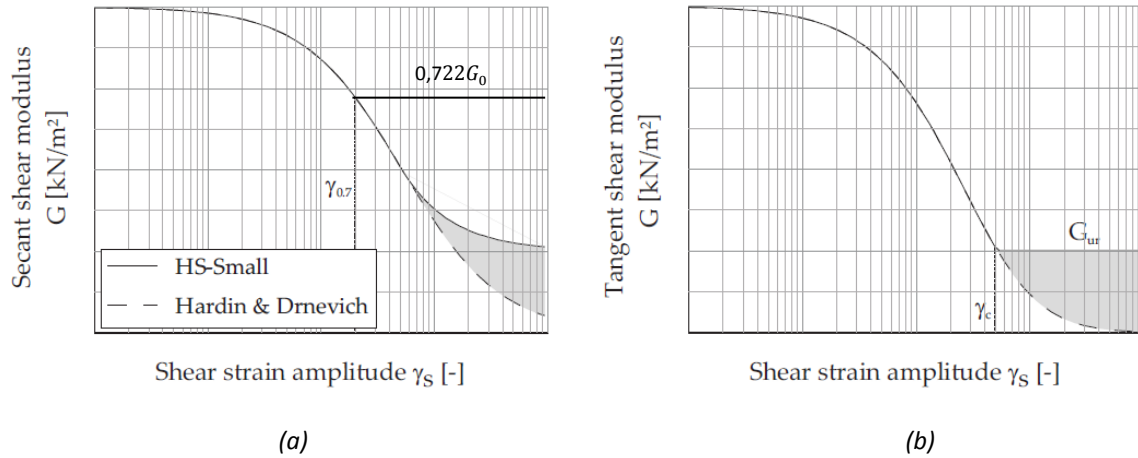 Secant shear modulus
G [kN/m²]
0,722G₀
γ₀.₇
HS-Small
Hardin & Drnevich
Shear strain amplitude γS [-]
(a)
Tangent shear modulus
G [kN/m²]
Gur
γc
Shear strain amplitude γS [-]
(b)